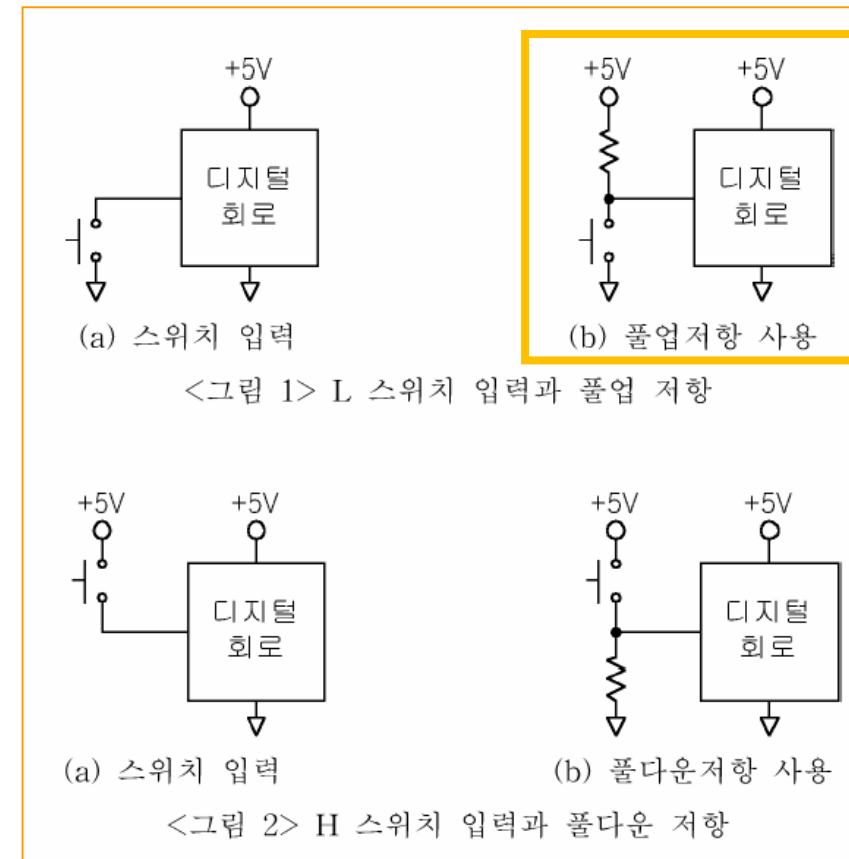 +5V
디지털
회로
(a) 스위치 입력
+5V
+5V
디지털
회로
(b) 풀업저항 사용
<그림 1> L 스위치 입력과 풀업 저항
+5V
+5V
디지털
회로
(a) 스위치 입력
+5V
+5V
디지털
회로
(b) 풀다운저항 사용
<그림 2> H 스위치 입력과 풀다운 저항